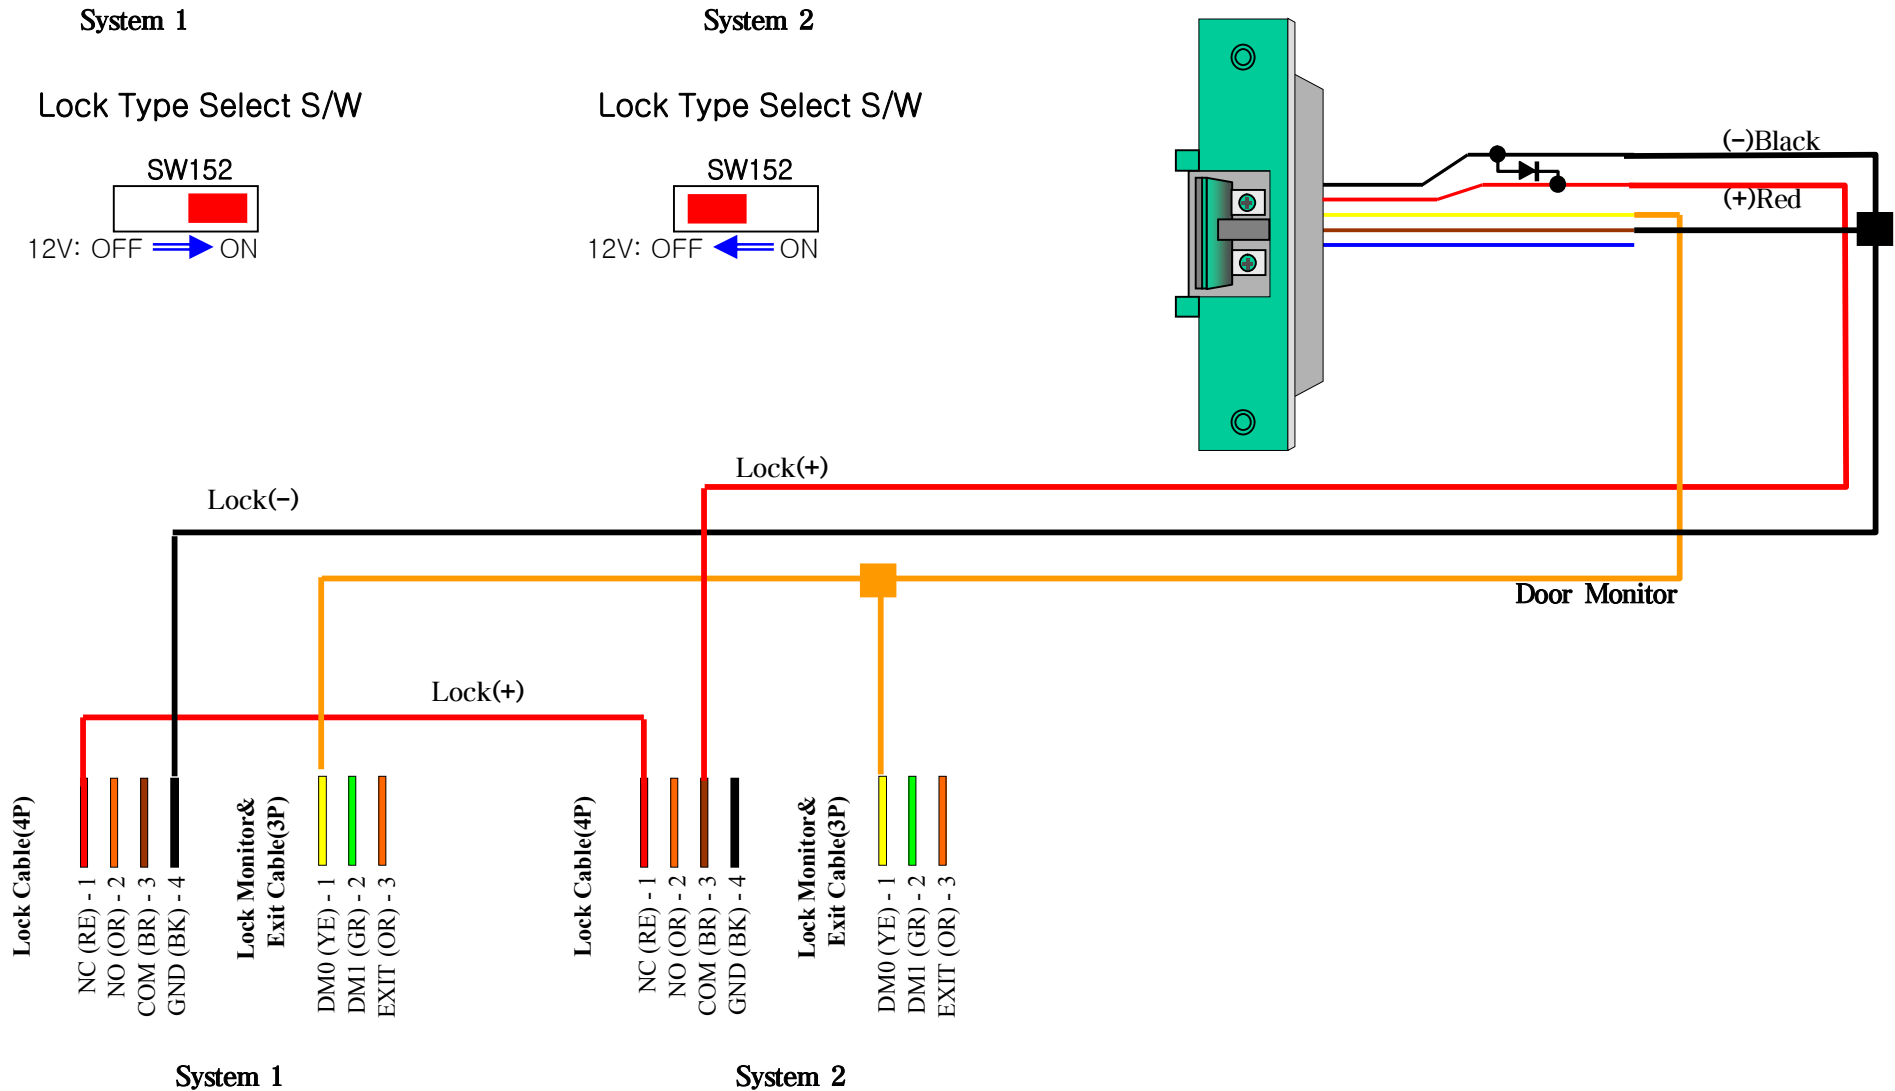 System 1
System 2
Lock Type Select S/W
Lock Type Select S/W
SW152
SW152
12V: OFF ON
12V: OFF ON
(-)Black
(+)Red
Lock(+)
Lock(-)
Door Monitor
Lock(+)
Lock Cable(4P)
NC (RE) - 1
NO (OR) - 2
COM (BR) - 3
GND (BK) - 4
Lock Monitor&
Exit Cable(3P)
DM0 (YE) - 1
DM1 (GR) - 2
EXIT (OR) - 3
Lock Cable(4P)
NC (RE) - 1
NO (OR) - 2
COM (BR) - 3
GND (BK) - 4
Lock Monitor&
Exit Cable(3P)
DM0 (YE) - 1
DM1 (GR) - 2
EXIT (OR) - 3
System 1
System 2